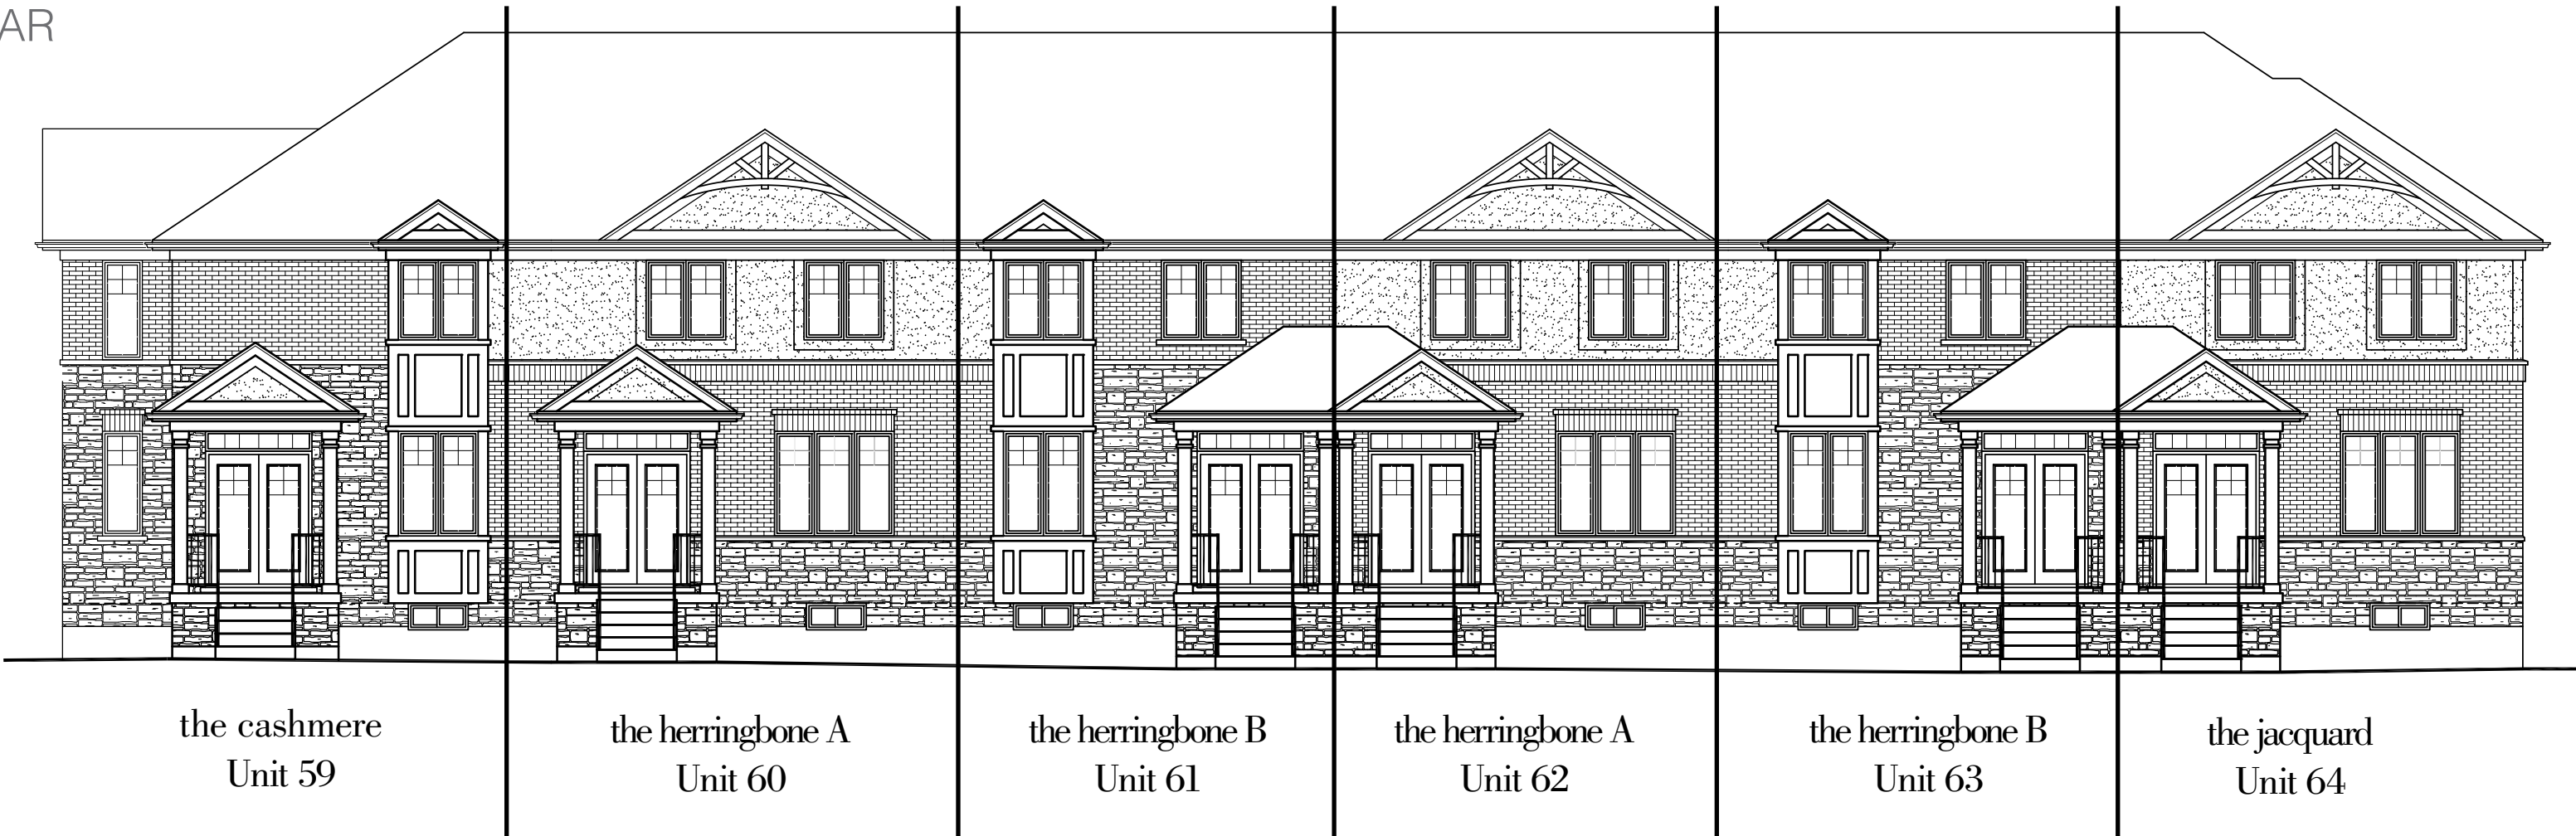 AR
the cashmere
Unit 59
the herringbone A
Unit 60
the herringbone B
Unit 61
the herringbone A
Unit 62
the herringbone B
Unit 63
the jacquard
Unit 64